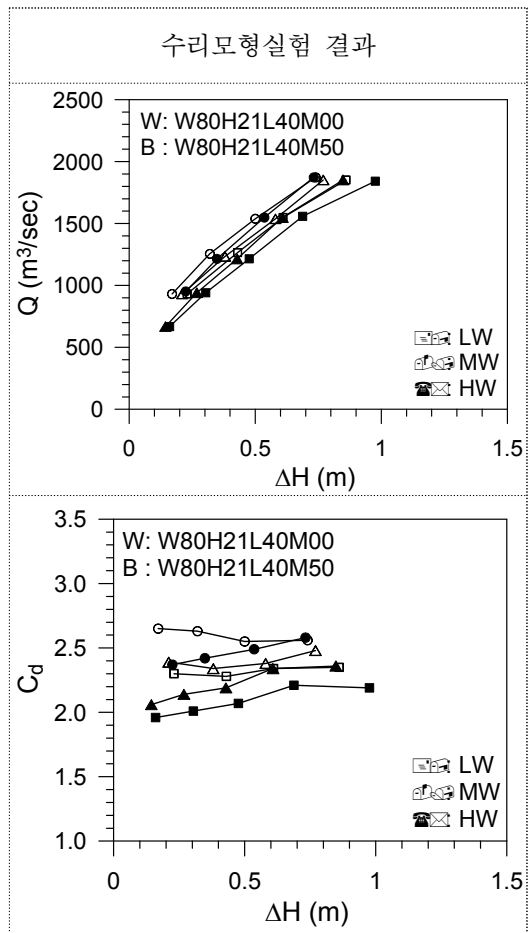 수리모형실험 결과
2500
2000
1500
1000
500
0
Q (m³/sec)
W: W80H21L40M00
B : W80H21L40M50
LW
MW
HW
0 0.5 1 1.5
ΔH (m)
3.5
3.0
2.5
2.0
1.5
1.0
C_d
W: W80H21L40M00
B : W80H21L40M50
LW
MW
HW
0 0.5 1 1.5
ΔH (m)